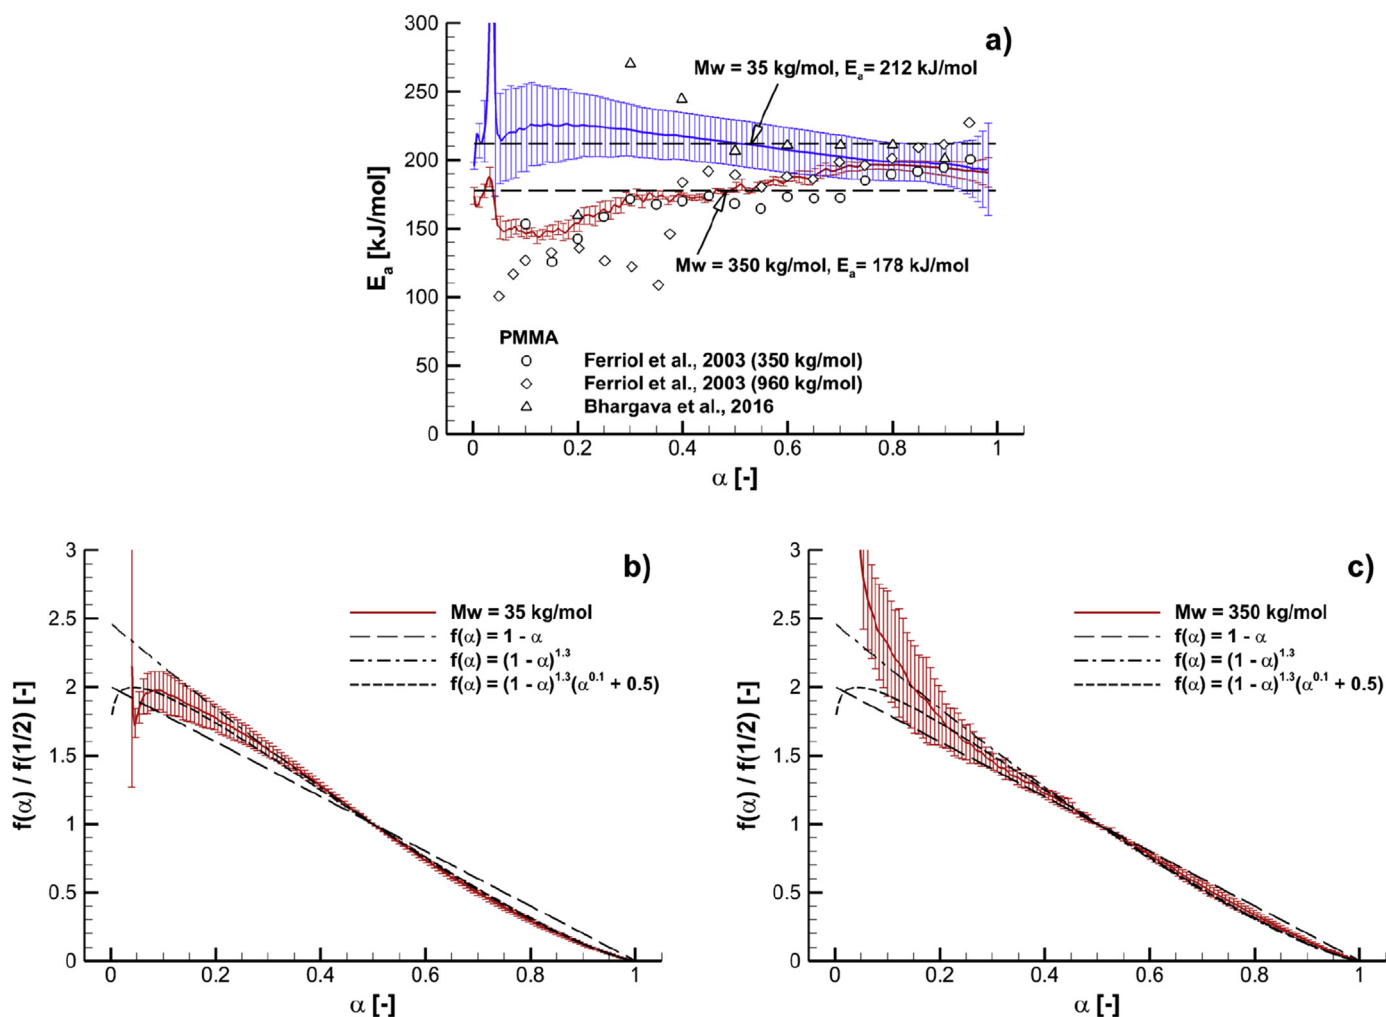 a)
300
250
200
150
100
50
0
Eₐ [kJ/mol]
Mw = 35 kg/mol, Eₐ= 212 kJ/mol
Mw = 350 kg/mol, Eₐ= 178 kJ/mol
PMMA
Ferriol et al., 2003 (350 kg/mol)
Ferriol et al., 2003 (960 kg/mol)
Bhargava et al., 2016
0 0.2 0.4 0.6 0.8 1
α [-]
b)
3
2.5
2
1.5
1
0.5
0
f(α) / f(1/2) [-]
Mw = 35 kg/mol
f(α) = 1 - α
f(α) = (1 - α)^1.3
f(α) = (1 - α)^1.3(α^0.1 + 0.5)
0 0.2 0.4 0.6 0.8 1
α [-]
c)
3
2.5
2
1.5
1
0.5
0
f(α) / f(1/2) [-]
Mw = 350 kg/mol
f(α) = 1 - α
f(α) = (1 - α)^1.3
f(α) = (1 - α)^1.3(α^0.1 + 0.5)
0 0.2 0.4 0.6 0.8 1
α [-]